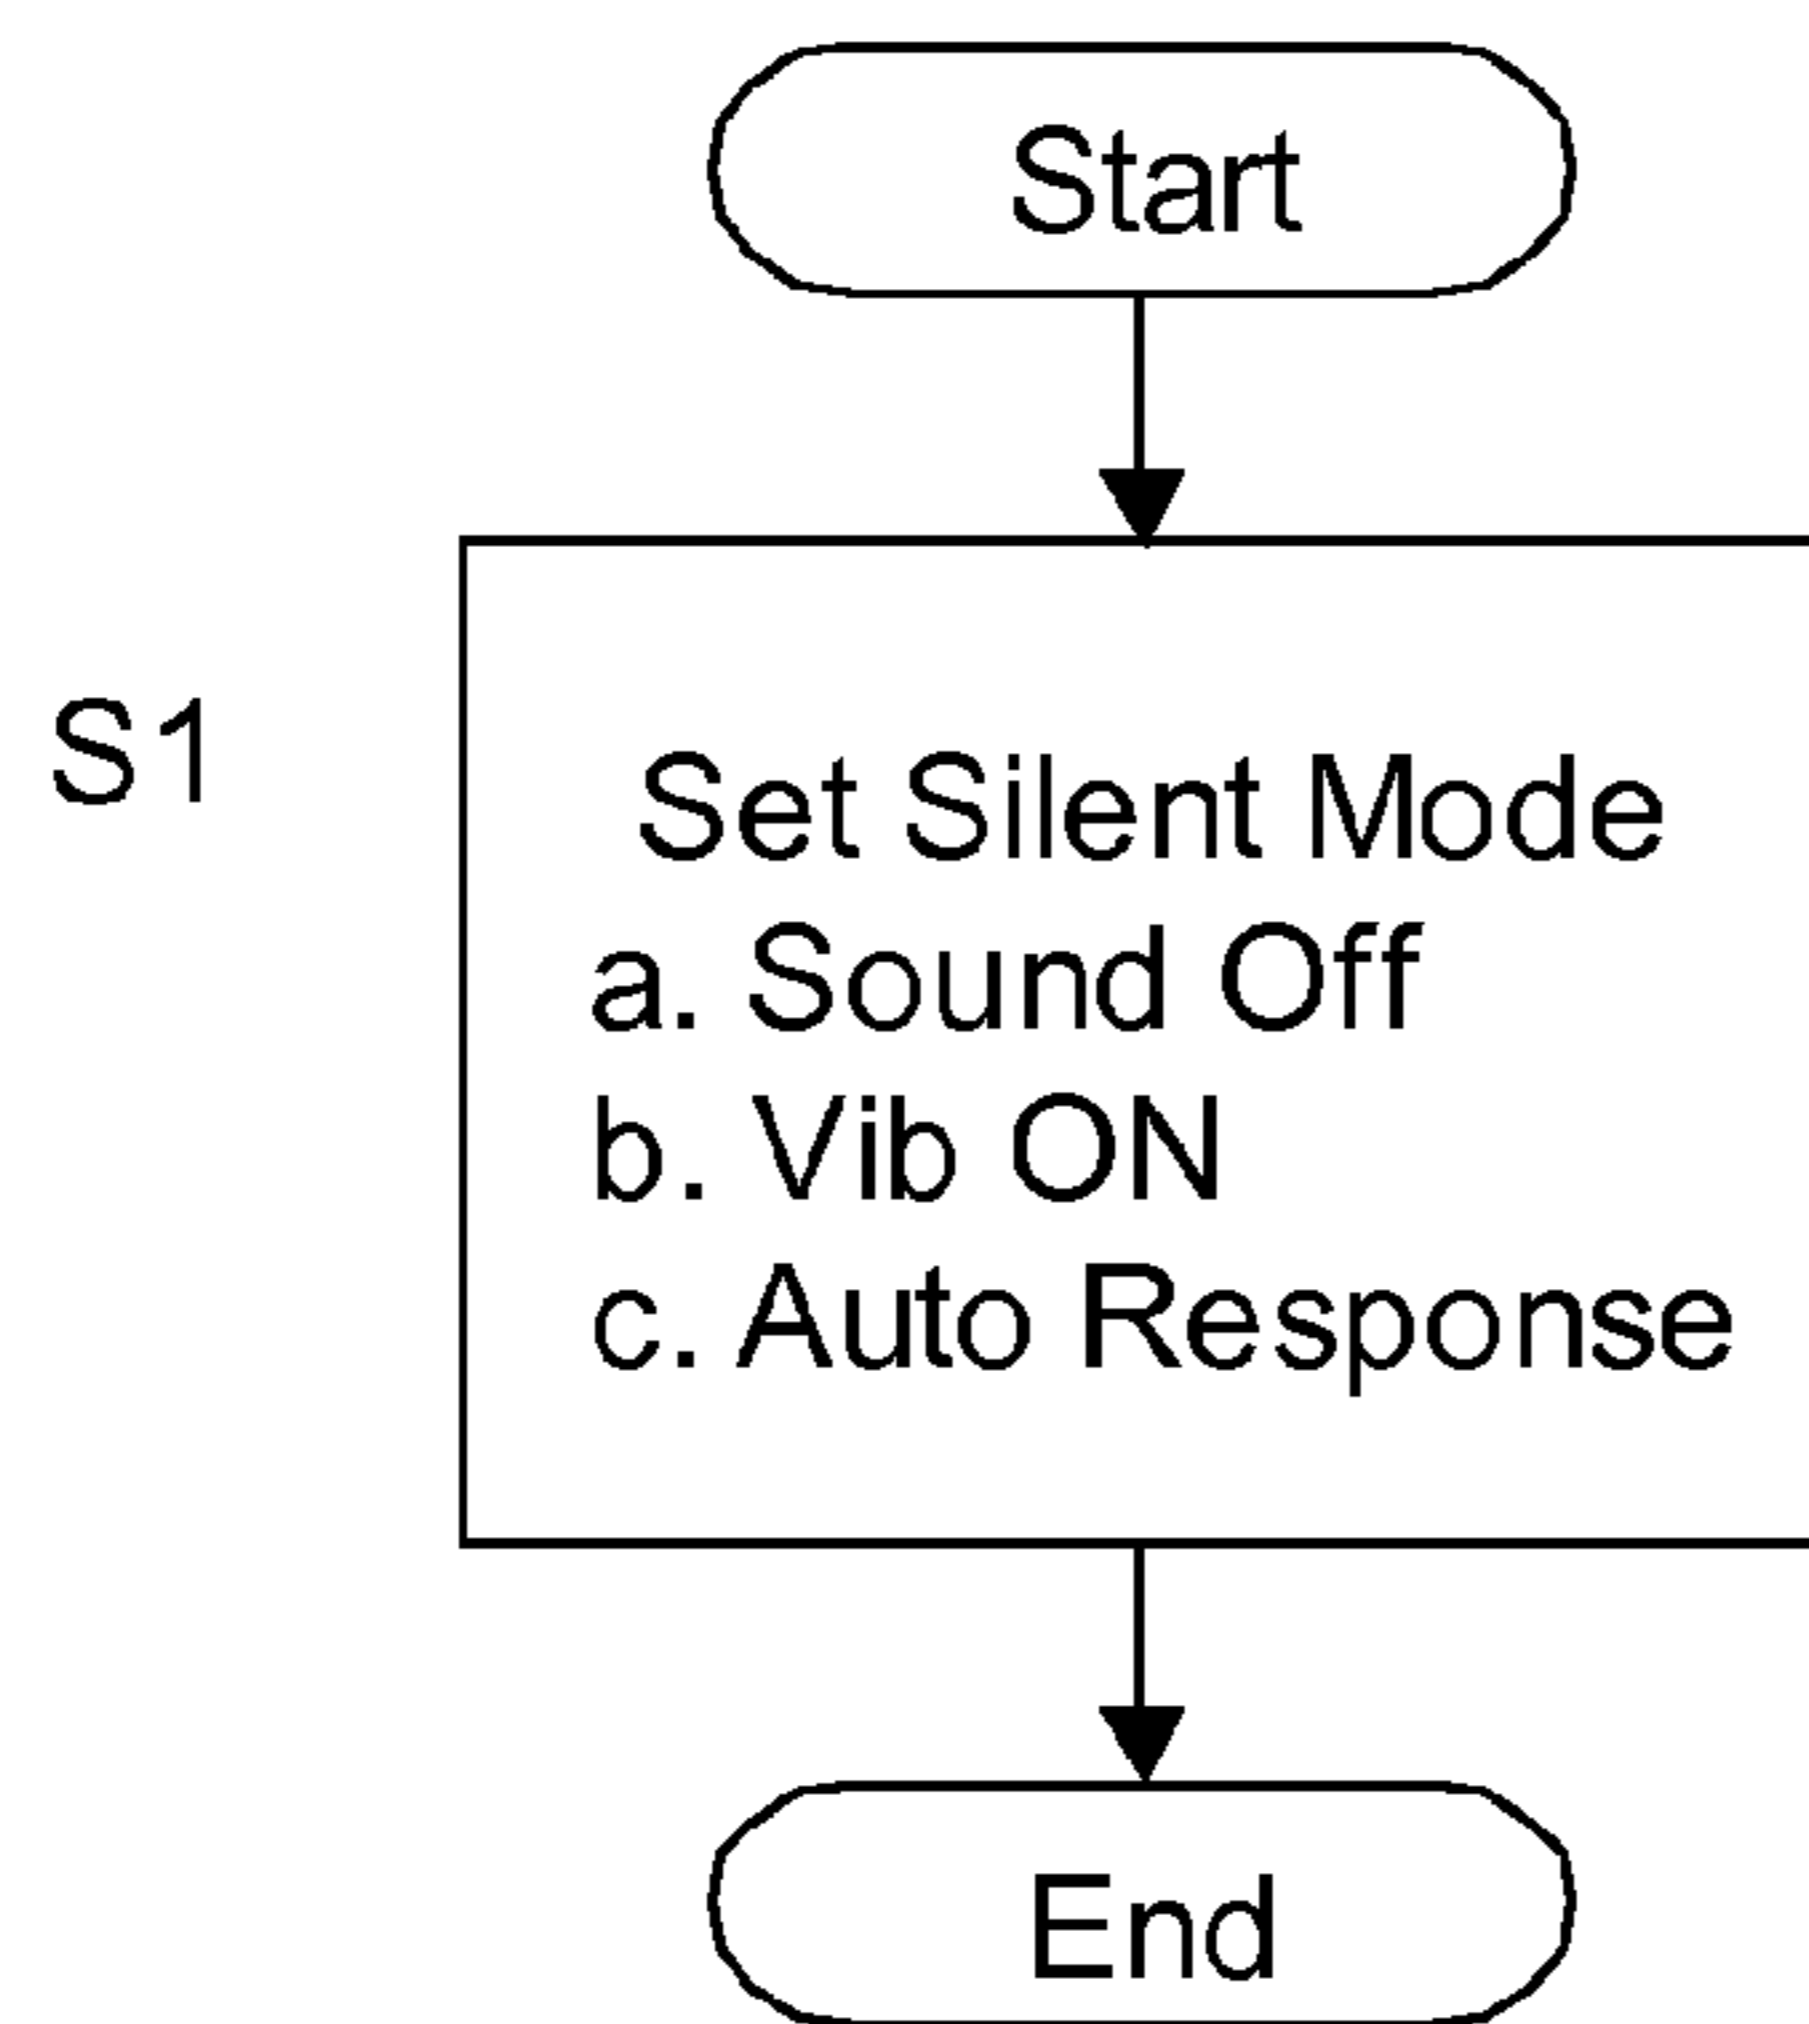 Start
S1
Set Silent Mode
a. Sound Off
b. Vib ON
c. Auto Response
End